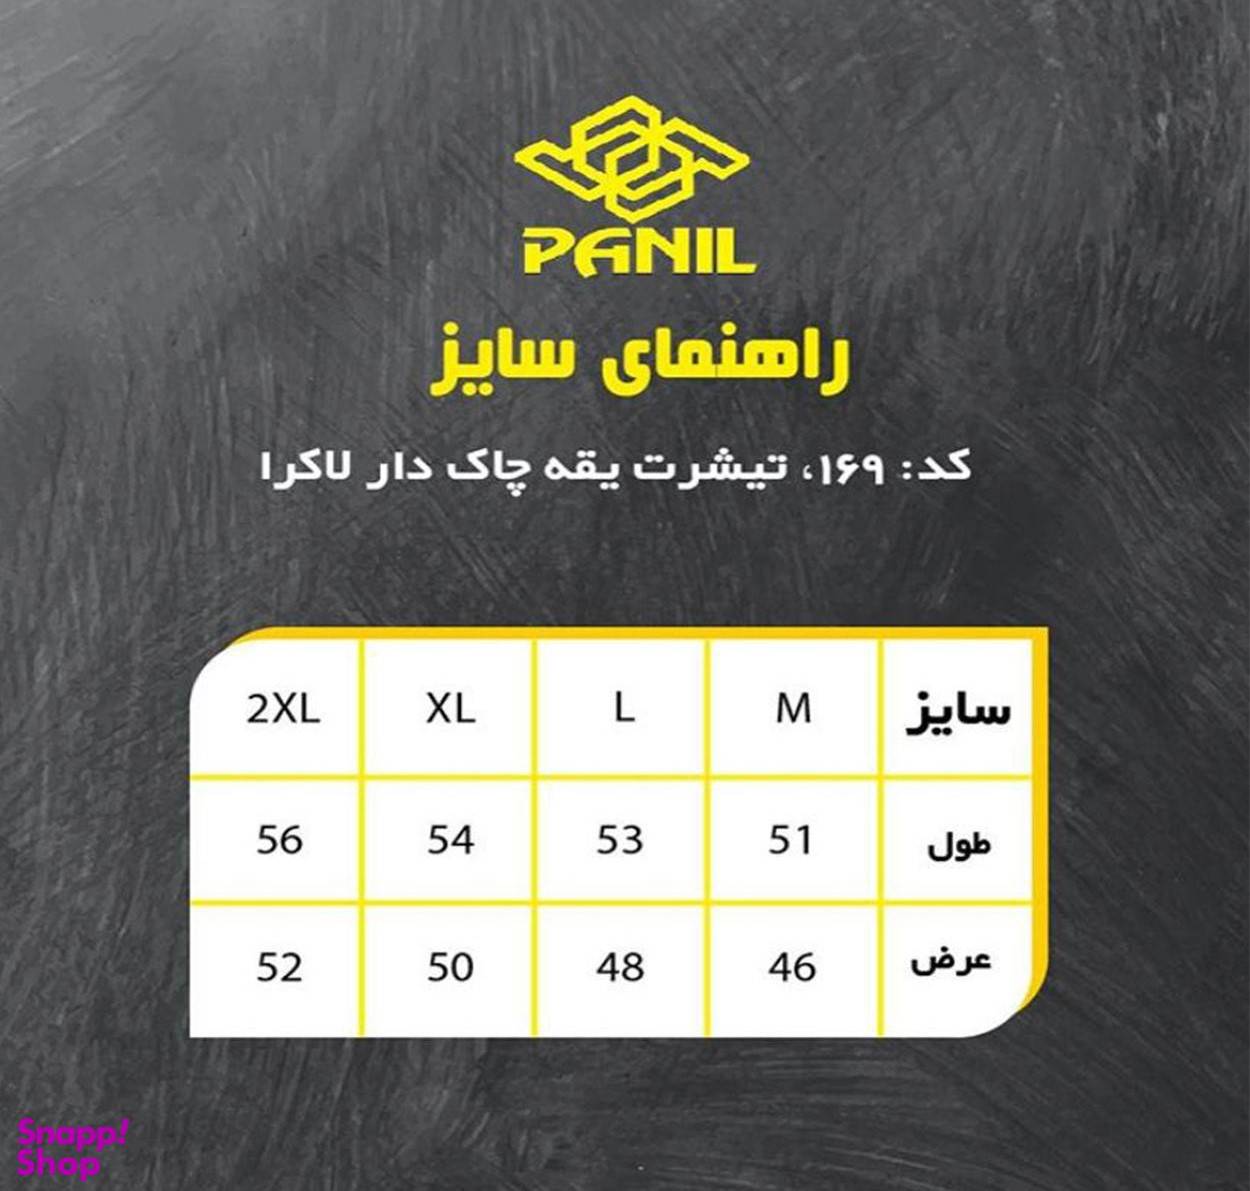 PANIL
راهنمای سایز
کد: ۱۶۹، تیشرت یقه چاک دار لاکرا
سایز M L XL 2XL
طول 51 53 54 56
عرض 46 48 50 52
Snapp!
Shop